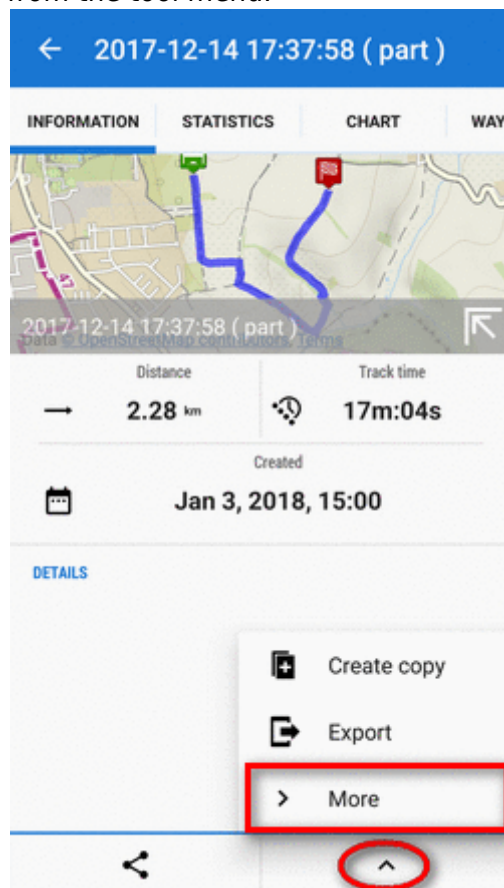 from the tool menu.
2017-12-14 17:37:58 ( part )
INFORMATION STATISTICS CHART WAY
47
2017-12-14 17:37:58 ( part )
Data © OpenStreetMap contributors, Terms
Distance Track time
2.28 km 17m:04s
Created
Jan 3, 2018, 15:00
DETAILS
Create copy
Export
More